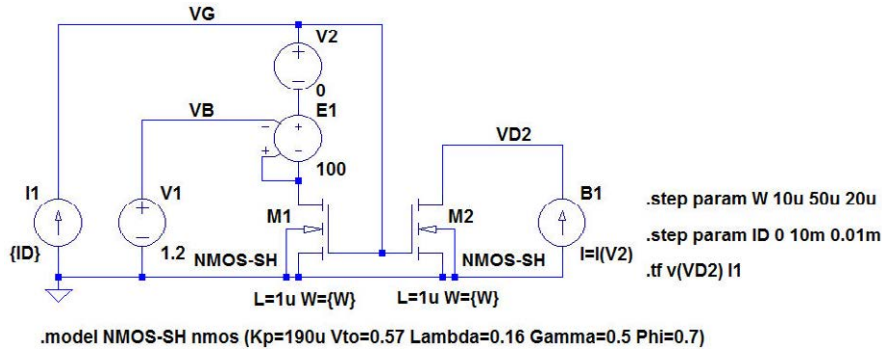 VG
V2
0
VB
E1
VD2
100
I1
V1
M1
M2
B1
.step param W 10u 50u 20u
.step param ID 0 10m 0.01m
{ID}
1.2
NMOS-SH
NMOS-SH
I=I(V2)
.tf v(VD2) I1
L=1u W={W}
L=1u W={W}
.model NMOS-SH nmos (Kp=190u Vto=0.57 Lambda=0.16 Gamma=0.5 Phi=0.7)